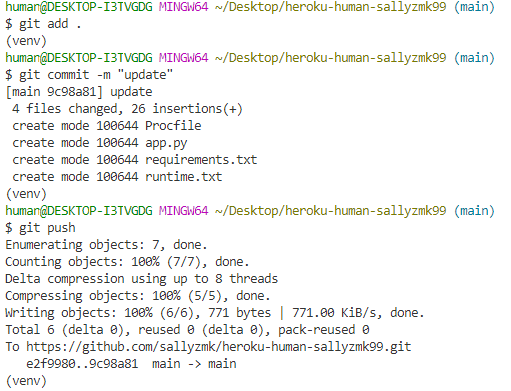 human@DESKTOP-I3TVGDG MINGW64 ~/Desktop/heroku-human-sallyzmk99 (main)
$ git add .
(venv)
human@DESKTOP-I3TVGDG MINGW64 ~/Desktop/heroku-human-sallyzmk99 (main)
$ git commit -m "update"
[main 9c98a81] update
 4 files changed, 26 insertions(+)
 create mode 100644 Procfile
 create mode 100644 app.py
 create mode 100644 requirements.txt
 create mode 100644 runtime.txt
(venv)
human@DESKTOP-I3TVGDG MINGW64 ~/Desktop/heroku-human-sallyzmk99 (main)
$ git push
Enumerating objects: 7, done.
Counting objects: 100% (7/7), done.
Delta compression using up to 8 threads
Compressing objects: 100% (5/5), done.
Writing objects: 100% (6/6), 771 bytes | 771.00 KiB/s, done.
Total 6 (delta 0), reused 0 (delta 0), pack-reused 0
To https://github.com/sallyzmk/heroku-human-sallyzmk99.git
   e2f9980..9c98a81  main -> main
(venv)